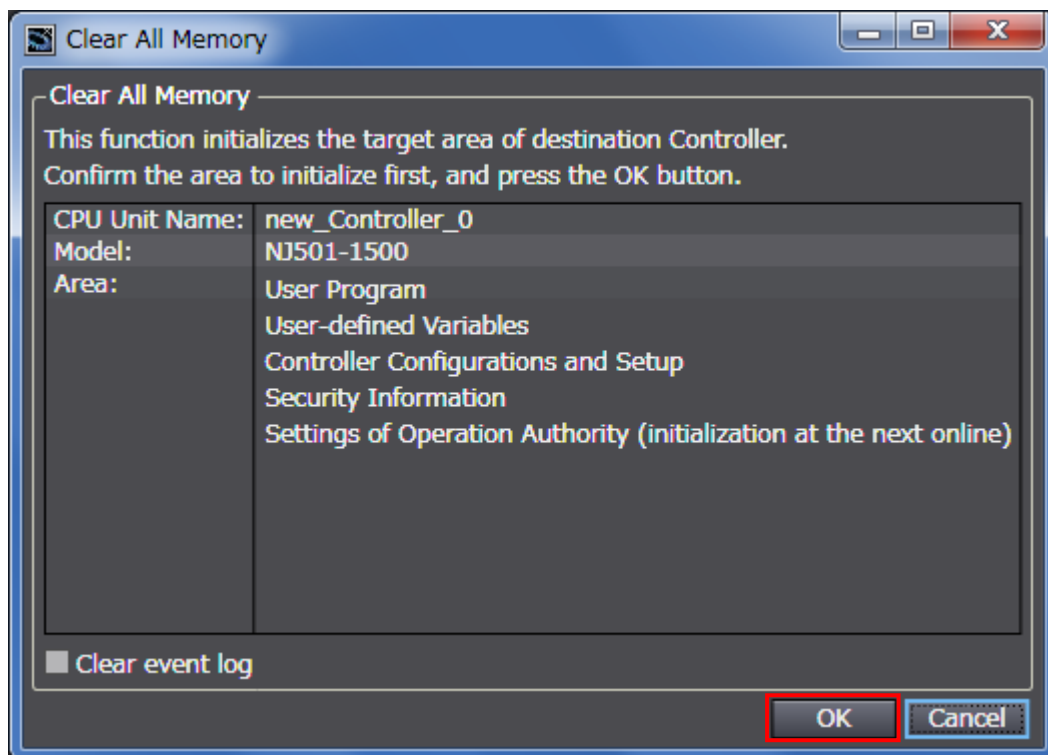 Clear All Memory
Clear All Memory
This function initializes the target area of destination Controller.
Confirm the area to initialize first, and press the OK button.
CPU Unit Name: new_Controller_0
Model: NJ501-1500
Area: User Program
User-defined Variables
Controller Configurations and Setup
Security Information
Settings of Operation Authority (initialization at the next online)
Clear event log
OK Cancel